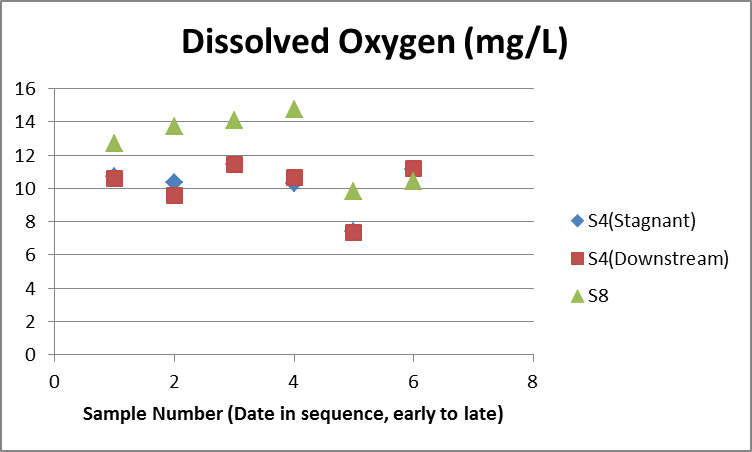 Dissolved Oxygen (mg/L)
16
14
12
10
8
6
4
2
0
0 2 4 6 8
S4(Stagnant)
S4(Downstream)
S8
Sample Number (Date in sequence, early to late)